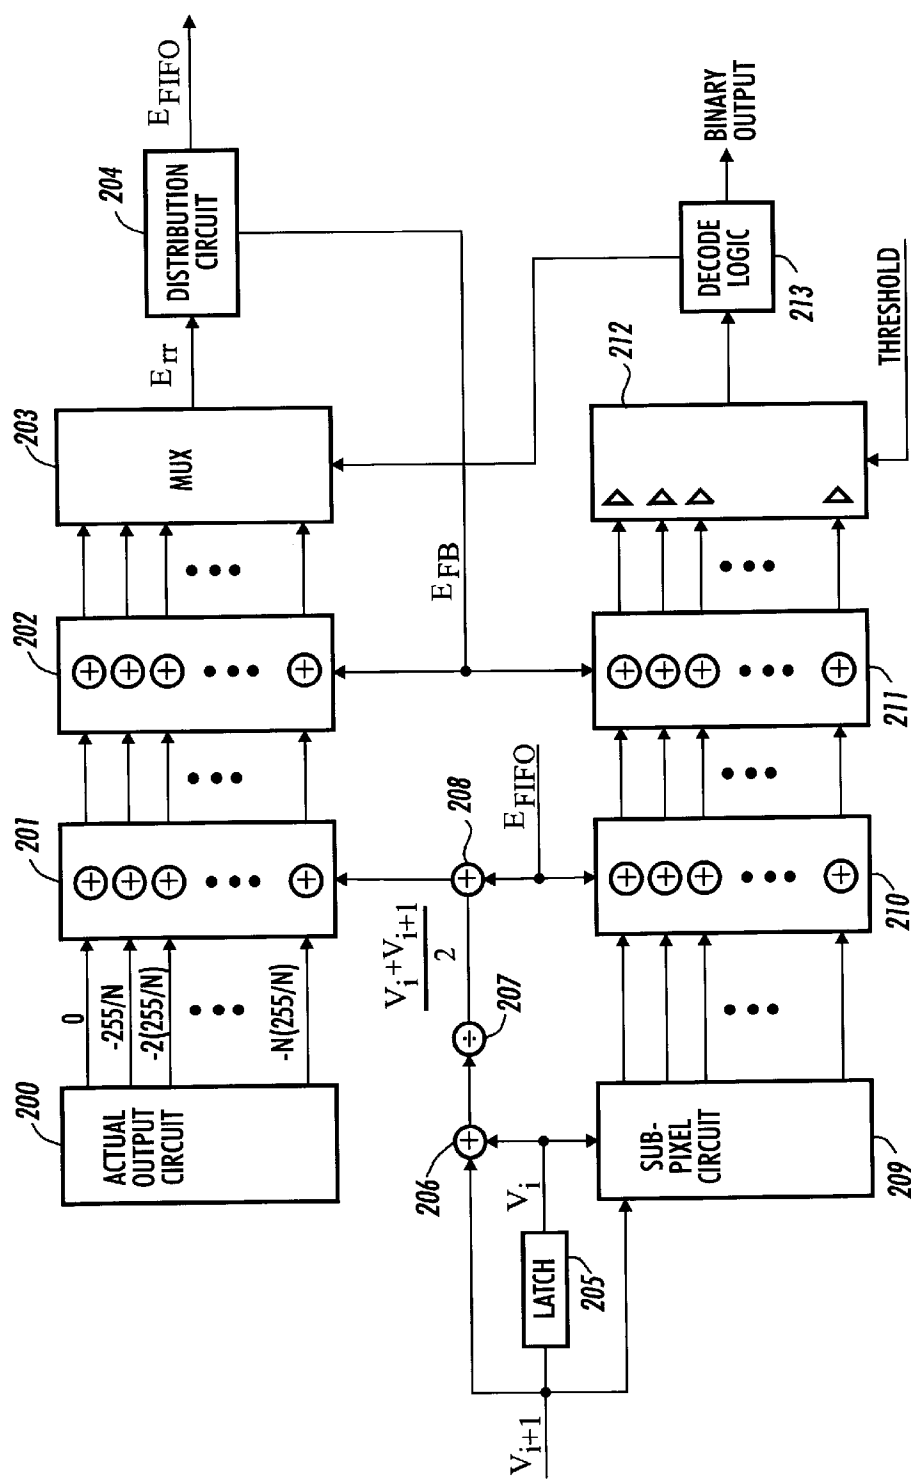 200
ACTUAL
OUTPUT
CIRCUIT
0
-255/N
-2(255/N)
-N(255/N)
201
202
203
MUX
E_rr
204
DISTRIBUTION
CIRCUIT
E_FIFO
V_{i+1}
LATCH
205
V_i
206
207
V_i+V_{i+1}
2
208
E_FIFO
E_FB
SUB-
PIXEL
CIRCUIT
209
210
211
212
THRESHOLD
DECODE
LOGIC
213
BINARY
OUTPUT